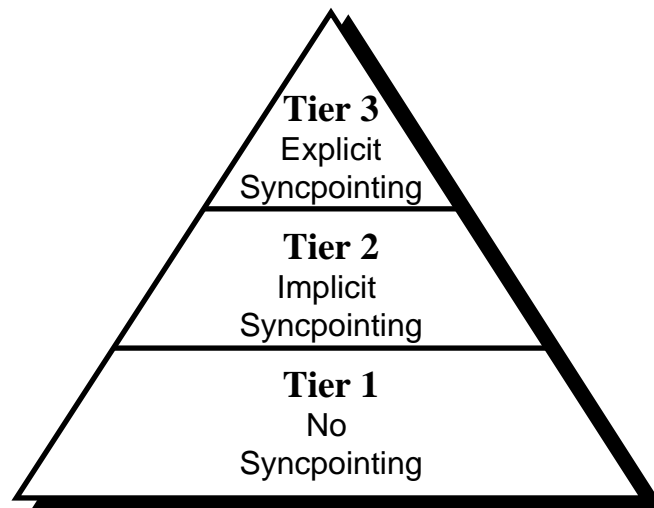 Tier 3
Explicit
Syncpointing
Tier 2
Implicit
Syncpointing
Tier 1
No
Syncpointing